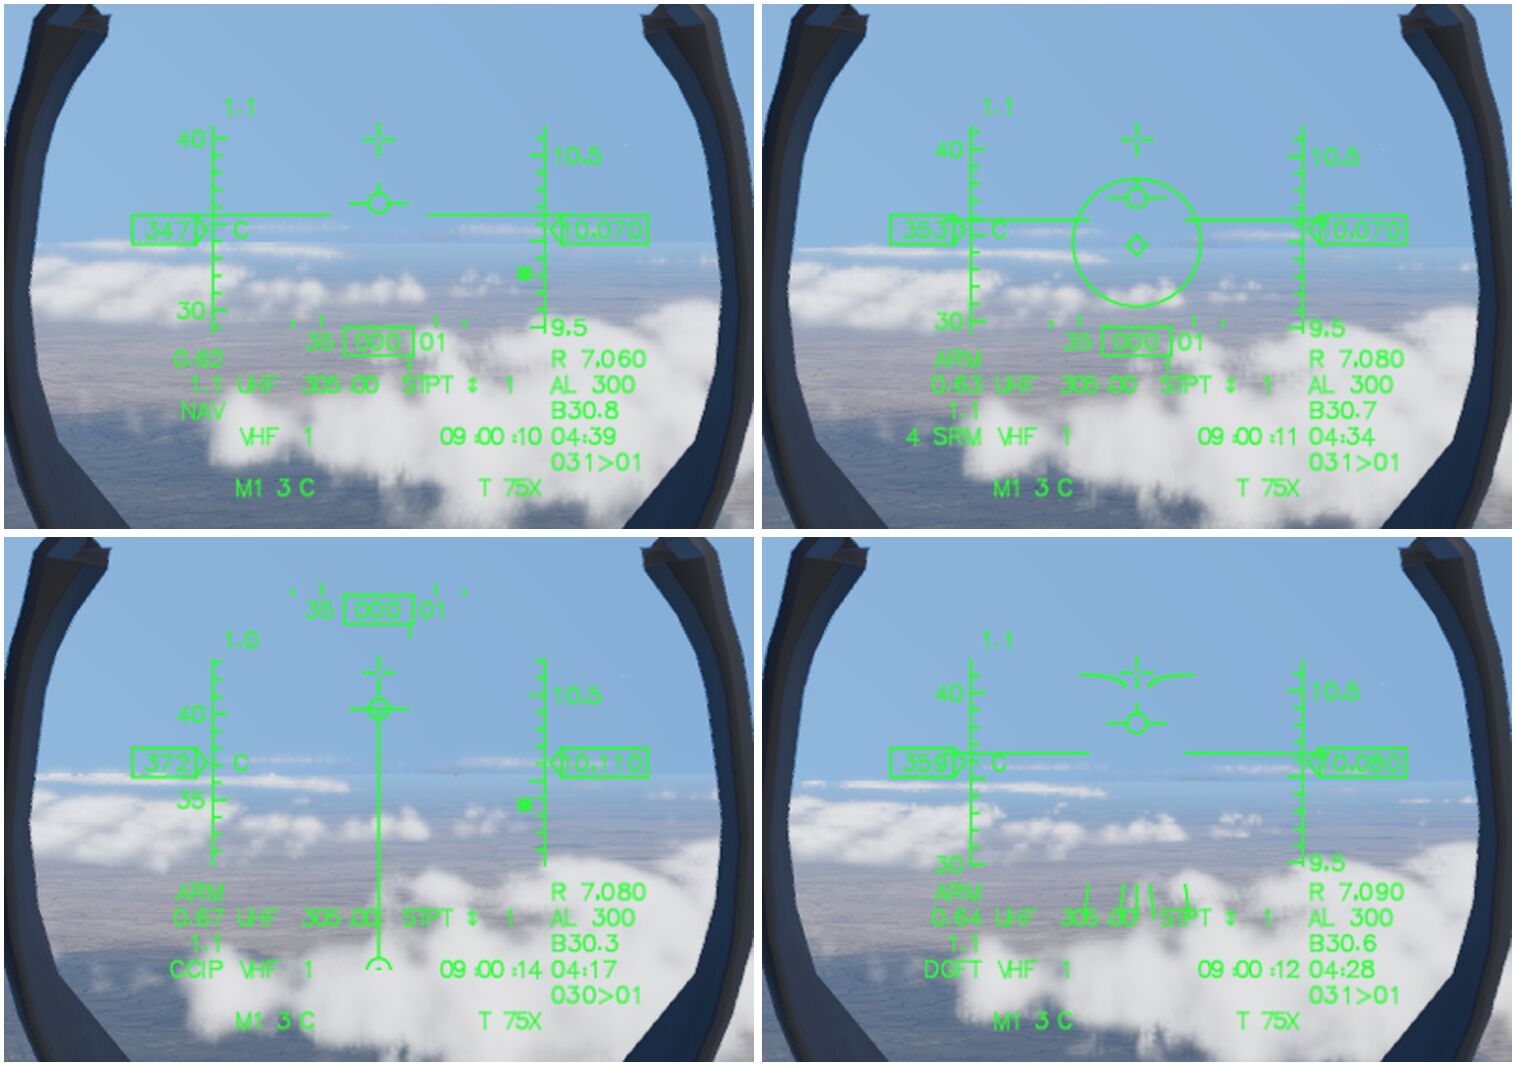 1.1
40 10.5
347 C 10.070
30 9.5
35 000 01
0.62 R 7.060
1.1 UHF 305.00 STPT ↕ 1 AL 300
NAV B30.8
VHF 1 09:00:10 04:39
031>01
M1 3 C T 75X
1.1
40 10.5
353 C 10.070
30 9.5
35 000 01
ARM R 7.080
0.63 UHF 305.00 STPT ↕ 1 AL 300
1.1 B30.7
4 SRM VHF 1 09:00:11 04:34
031>01
M1 3 C T 75X
35 000 01
1.0
40 10.5
372 C 10.110
35
ARM R 7.080
0.67 UHF 305.00 STPT ↕ 1 AL 300
1.1 B30.3
CCIP VHF 1 09:00:14 04:17
030>01
M1 3 C T 75X
1.1
40 10.5
359 C 10.080
30 9.5
ARM R 7.090
0.64 UHF 305.00 STPT ↕ 1 AL 300
1.1 B30.6
DGFT VHF 1 09:00:12 04:28
031>01
M1 3 C T 75X